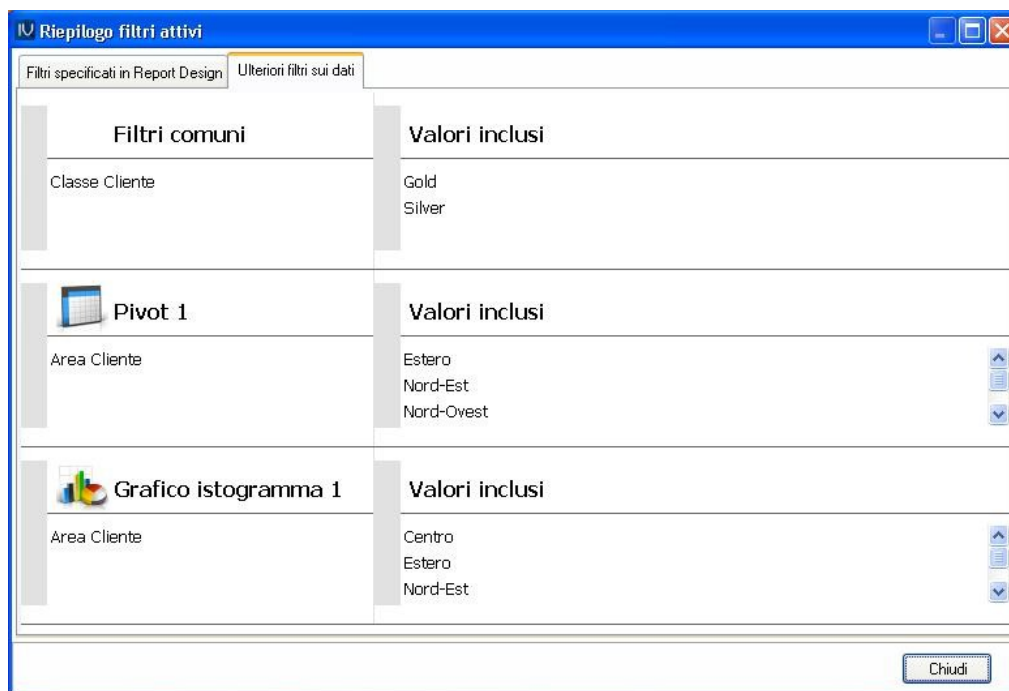 Riepilogo filtri attivi
Filtri specificati in Report Design
Ulteriori filtri sui dati
Filtri comuni
Valori inclusi
Classe Cliente
Gold
Silver
Pivot 1
Valori inclusi
Area Cliente
Estero
Nord-Est
Nord-Ovest
Grafico istogramma 1
Valori inclusi
Area Cliente
Centro
Estero
Nord-Est
Chiudi